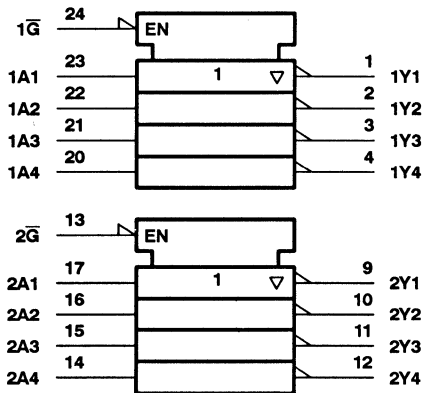 24
1G̅ EN
23 1 1
1A1 ▽ 1Y1
22 2
1A2 1Y2
21 3
1A3 1Y3
20 4
1A4 1Y4
13
2G̅ EN
17 1 9
2A1 ▽ 2Y1
16 10
2A2 2Y2
15 11
2A3 2Y3
14 12
2A4 2Y4